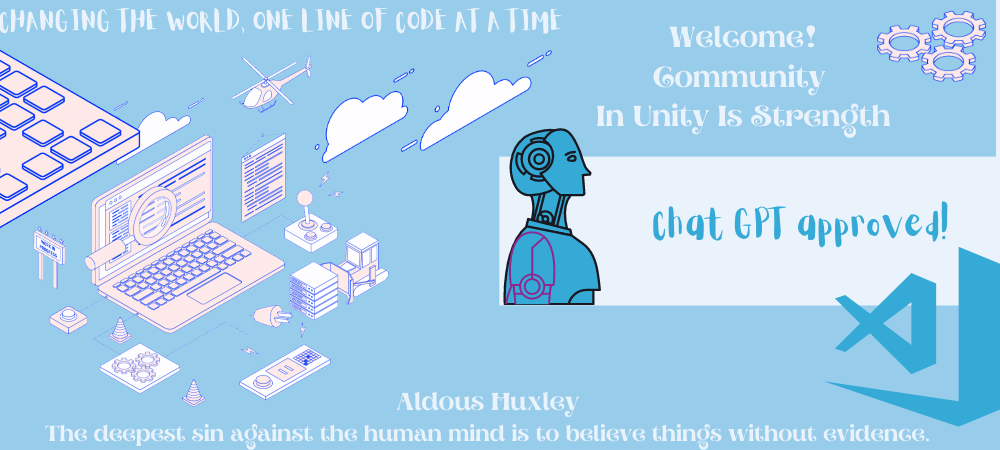 CHANGING THE WORLD, ONE LINE OF CODE AT A TIME
Welcome!
Community
In Unity Is Strength
Chat GPT approved!
Aldous Huxley
The deepest sin against the human mind is to believe things without evidence.